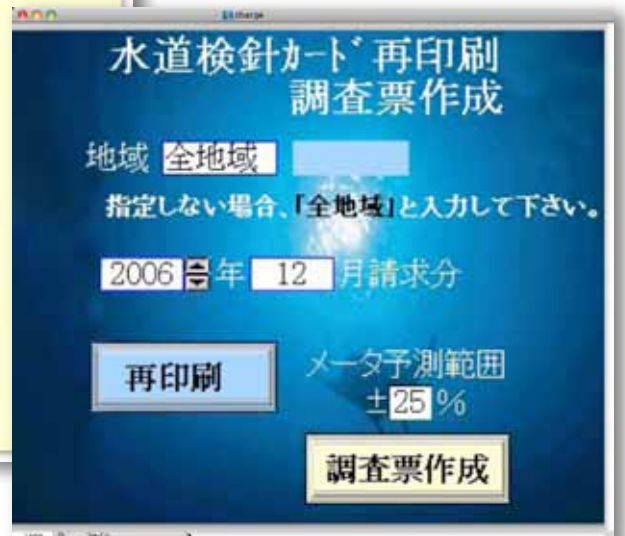 charge
水道検針ｶｰﾄﾞ再印刷
調査票作成
地域 全地域
指定しない場合、「全地域」と入力して下さい。
2006 年 12 月請求分
再印刷
メータ予測範囲
±25%
調査票作成